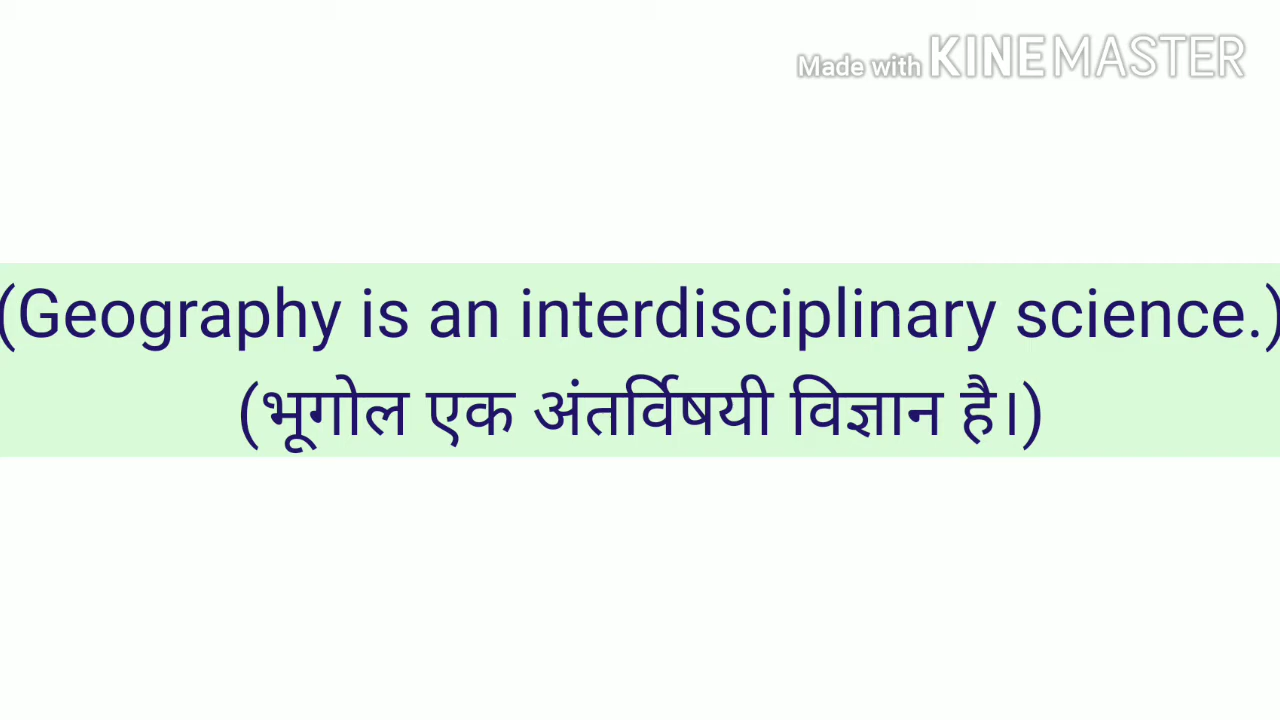 Made with KINEMASTER
(Geography is an interdisciplinary science.)
(भूगोल एक अंतर्विषयी विज्ञान है।)